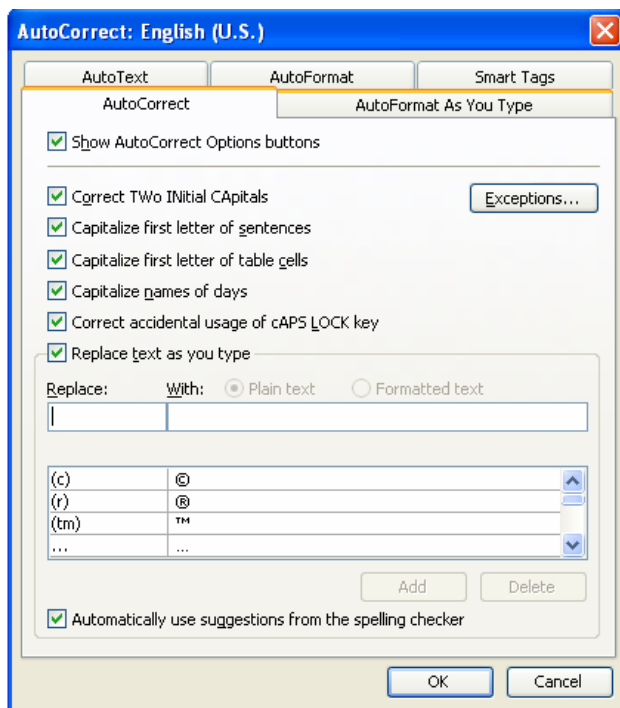 AutoCorrect: English (U.S.)
AutoText AutoFormat Smart Tags
AutoCorrect AutoFormat As You Type
Show AutoCorrect Options buttons
Correct TWo INitial CApitals Exceptions...
Capitalize first letter of sentences
Capitalize first letter of table cells
Capitalize names of days
Correct accidental usage of cAPS LOCK key
Replace text as you type
Replace: With: Plain text Formatted text
(c) ©
(r) ®
(tm) ™
... ...
Add Delete
Automatically use suggestions from the spelling checker
OK Cancel